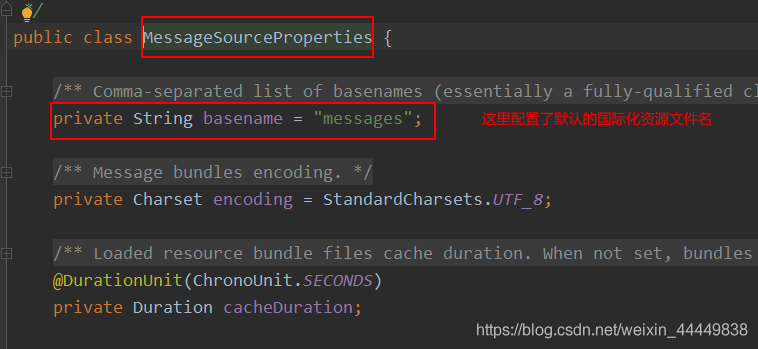 */
public class MessageSourceProperties {
/** Comma-separated list of basenames (essentially a fully-qualified cl
private String basename = "messages"; 这里配置了默认的国际化资源文件名
/** Message bundles encoding. */
private Charset encoding = StandardCharsets.UTF_8;
/** Loaded resource bundle files cache duration. When not set, bundles
@DurationUnit(ChronoUnit.SECONDS)
private Duration cacheDuration;
https://blog.csdn.net/weixin_44449838